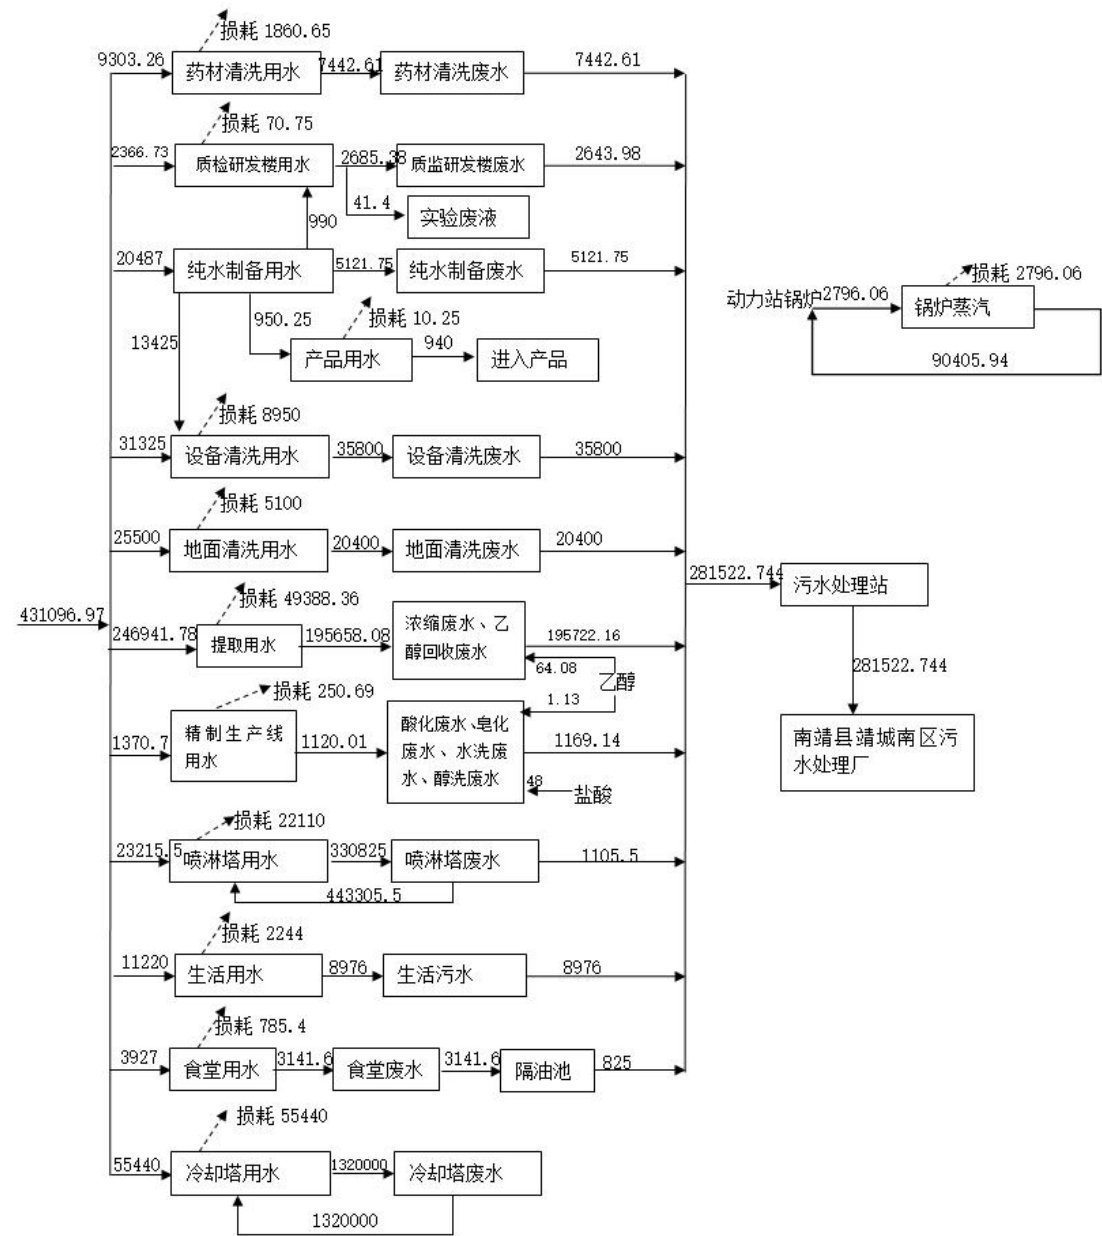 损耗 1860.65
9303.26
药材清洗用水
7442.61
药材清洗废水
7442.61
损耗 70.75
2366.73
质检研发楼用水
2685.38
质监研发楼废水
2643.98
41.4
实验废液
990
20487
纯水制备用水
5121.75
纯水制备废水
5121.75
950.25
损耗 10.25
13425
产品用水
940
进入产品
动力站锅炉
2796.06
损耗 2796.06
锅炉蒸汽
90405.94
损耗 8950
31325
设备清洗用水
35800
设备清洗废水
35800
损耗 5100
25500
地面清洗用水
20400
地面清洗废水
20400
281522.744
污水处理站
281522.744
南靖县靖城南区污
水处理厂
431096.97
损耗 49388.36
246941.78
提取用水
195658.08
浓缩废水、乙
醇回收废水
195722.16
64.08
乙醇
1.13
损耗 250.69
1370.7
精制生产线
用水
1120.01
酸化废水、皂化
废水、水洗废
水、醇洗废水
1169.14
48
盐酸
损耗 22110
23215.5
喷淋塔用水
330825
喷淋塔废水
1105.5
443305.5
损耗 2244
11220
生活用水
8976
生活污水
8976
损耗 785.4
3927
食堂用水
3141.6
食堂废水
3141.6
隔油池
825
损耗 55440
55440
冷却塔用水
1320000
冷却塔废水
1320000